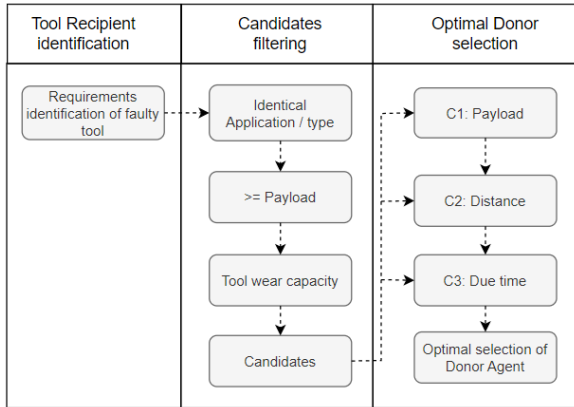 Tool Recipient
identification
Candidates
filtering
Optimal Donor
selection
Requirements
identification of faulty
tool
Identical
Application / type
>= Payload
Tool wear capacity
Candidates
C1: Payload
C2: Distance
C3: Due time
Optimal selection of
Donor Agent